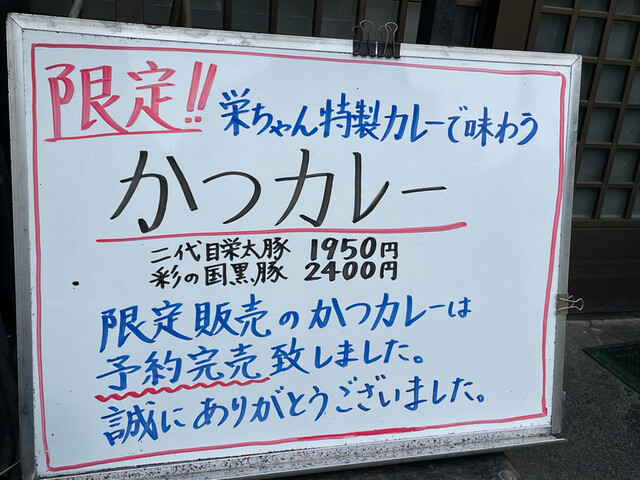 限定!! 栄ちゃん特製カレーで味わう
かつカレー
二代目栄太豚 1950円
彩の国黒豚 2400円
限定販売のかつカレーは
予約完売致しました。
誠にありがとうございました。